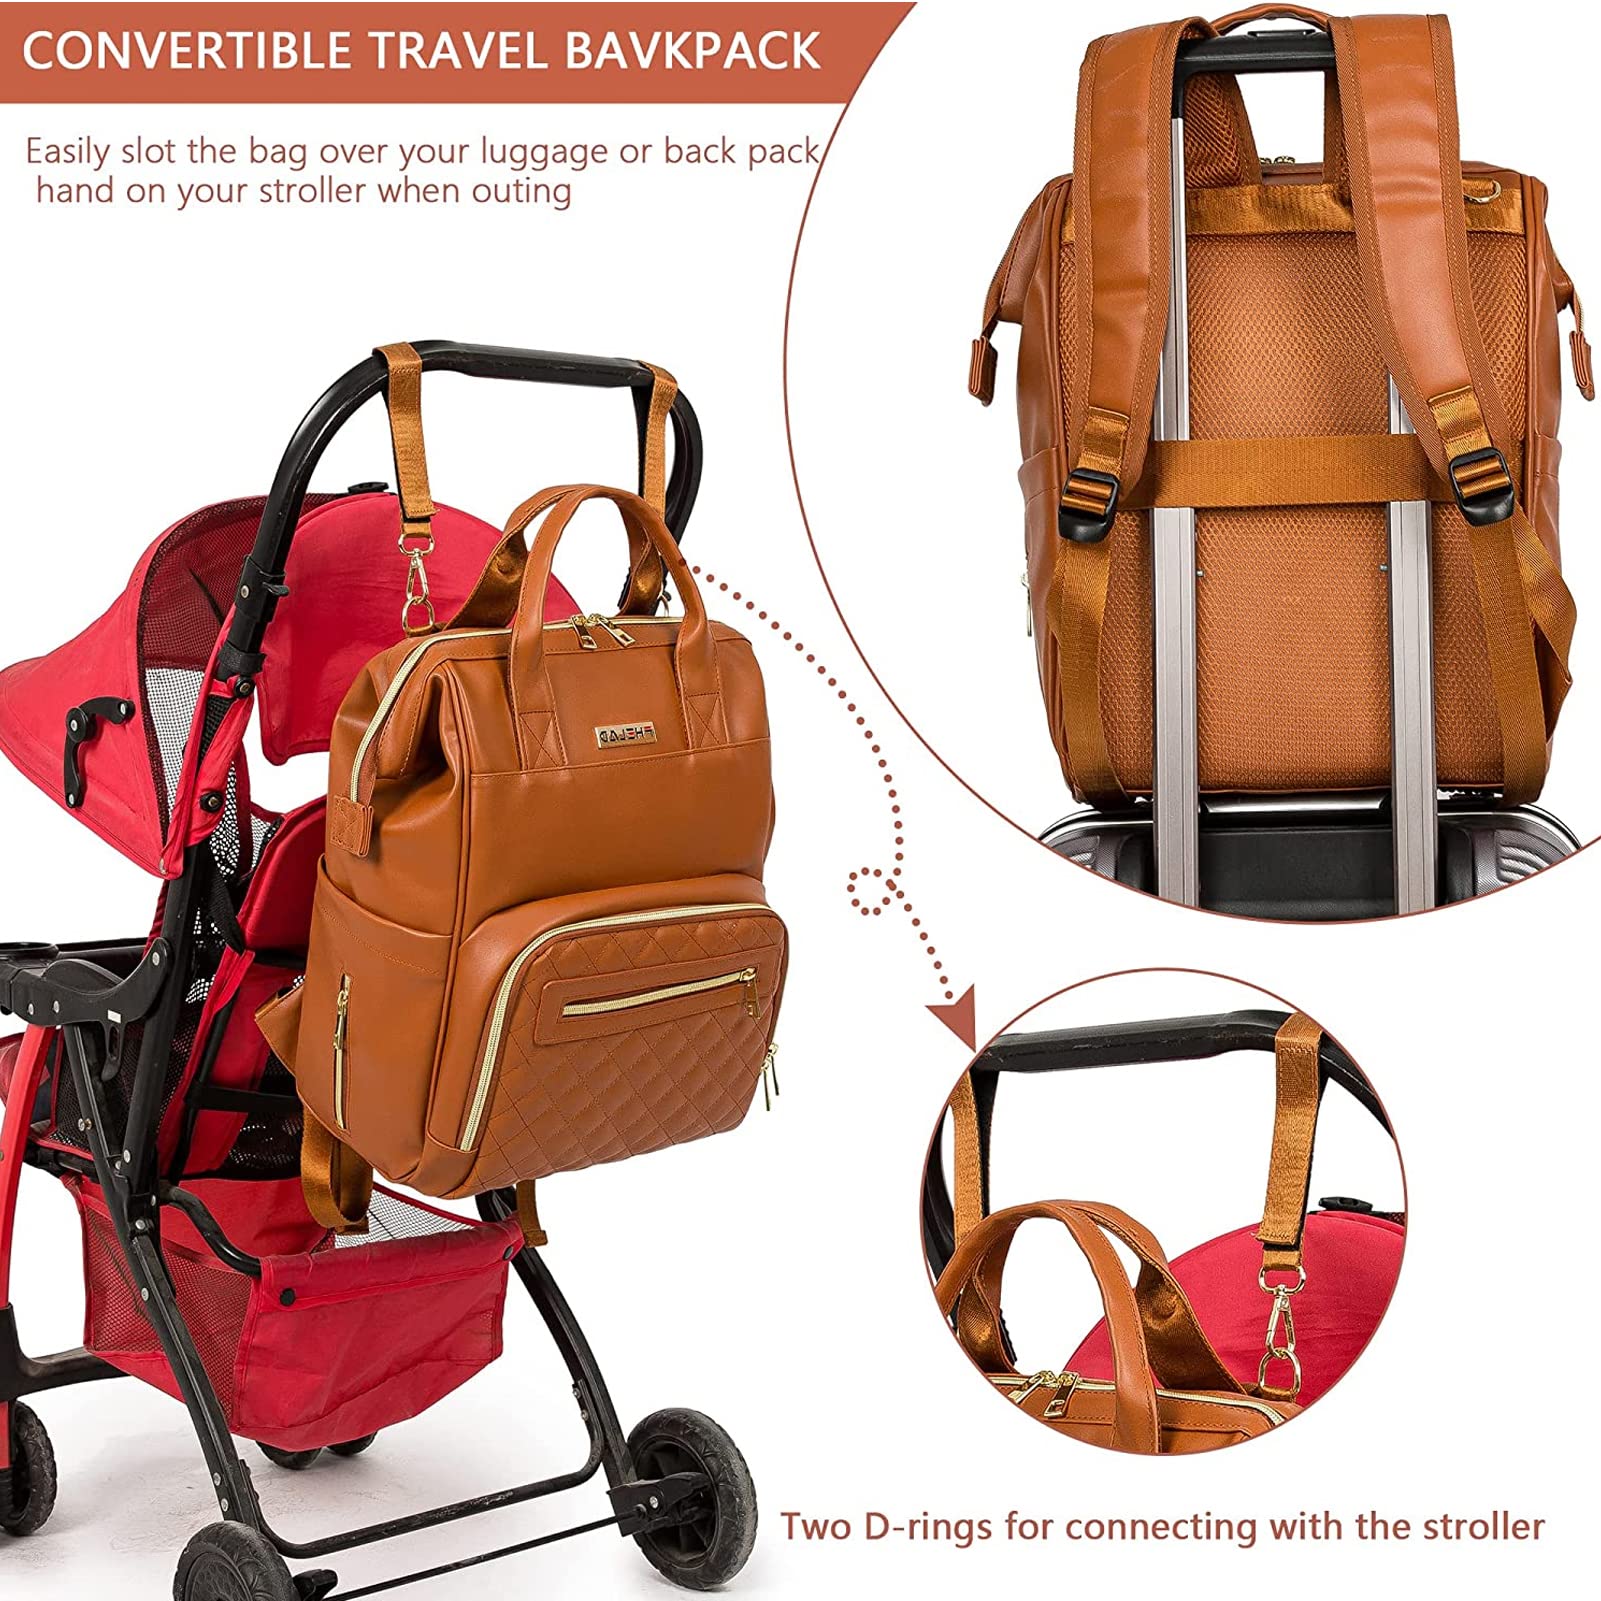 CONVERTIBLE TRAVEL BAVKPACK
Easily slot the bag over your luggage or back pack
hand on your stroller when outing
Two D-rings for connecting with the stroller